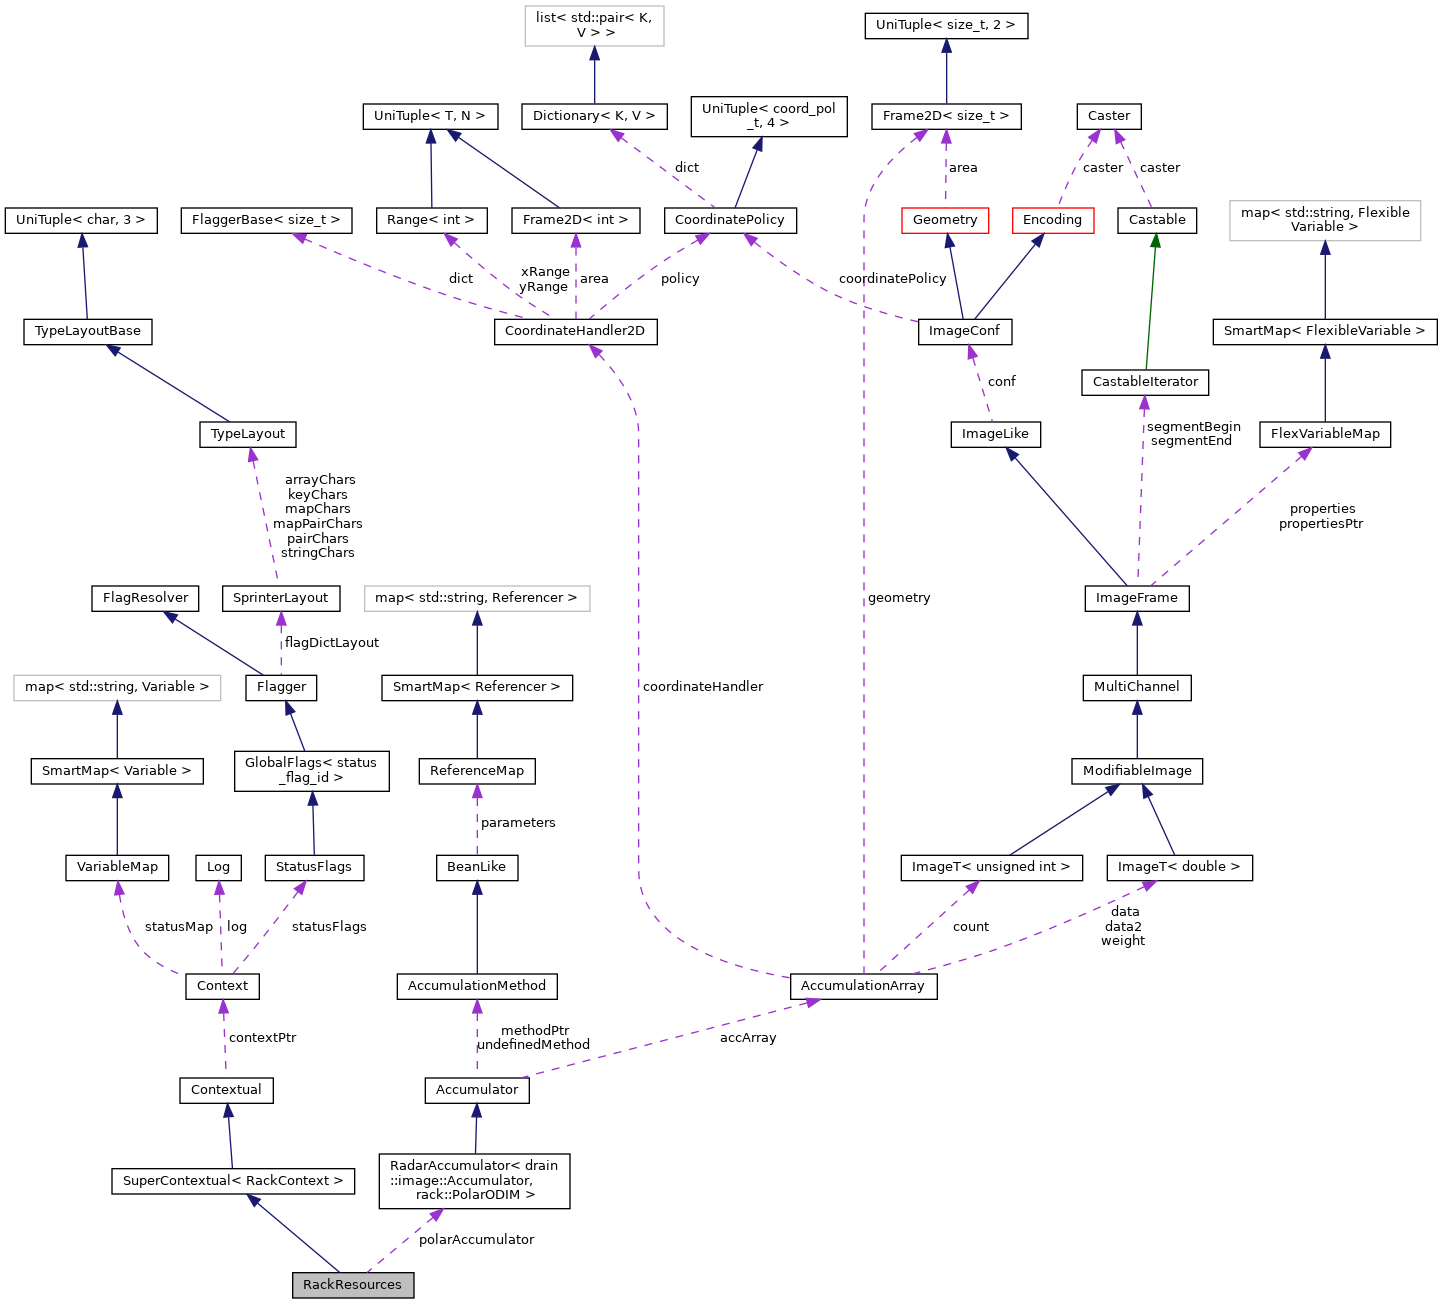 list< std::pair< K,
V > >
UniTuple< size_t, 2 >
UniTuple< T, N >
Dictionary< K, V >
UniTuple< coord_pol
_t, 4 >
Frame2D< size_t >
Caster
dict
area
caster
caster
UniTuple< char, 3 >
FlaggerBase< size_t >
Range< int >
Frame2D< int >
CoordinatePolicy
Geometry
Encoding
Castable
map< std::string, Flexible
Variable >
dict
xRange
yRange
area
policy
coordinatePolicy
TypeLayoutBase
CoordinateHandler2D
ImageConf
SmartMap< FlexibleVariable >
conf
CastableIterator
TypeLayout
ImageLike
segmentBegin
segmentEnd
FlexVariableMap
arrayChars
keyChars
mapChars
mapPairChars
pairChars
stringChars
properties
propertiesPtr
FlagResolver
SprinterLayout
map< std::string, Referencer >
geometry
ImageFrame
flagDictLayout
map< std::string, Variable >
Flagger
SmartMap< Referencer >
coordinateHandler
MultiChannel
SmartMap< Variable >
GlobalFlags< status
_flag_id >
ReferenceMap
ModifiableImage
parameters
VariableMap
Log
StatusFlags
BeanLike
ImageT< unsigned int >
ImageT< double >
statusMap
log
statusFlags
count
data
data2
weight
Context
AccumulationMethod
AccumulationArray
contextPtr
methodPtr
undefinedMethod
accArray
Contextual
Accumulator
SuperContextual< RackContext >
RadarAccumulator< drain
::image::Accumulator,
rack::PolarODIM >
polarAccumulator
RackResources